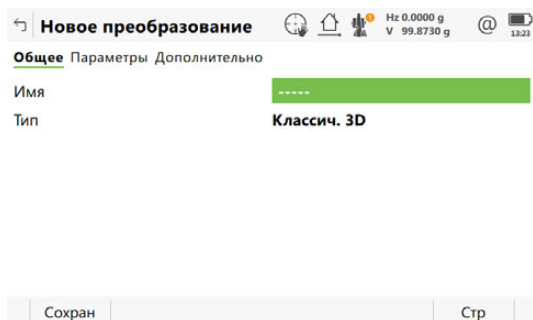 Новое преобразование Hz 0.0000 g
V 99.8730 g @ 13:23
Общее Параметры Дополнительно
Имя -----
Тип Классич. 3D
Сохран Стр